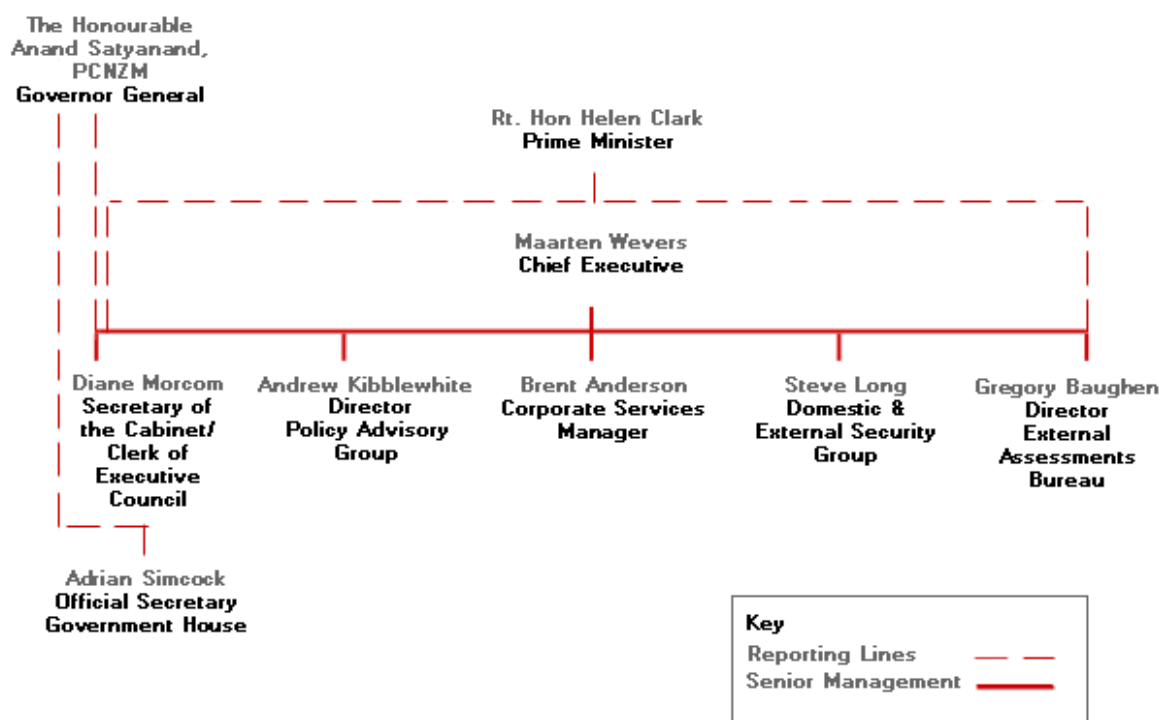 The Honourable
Anand Satyanand,
PCNZM
Governor General
Rt. Hon Helen Clark
Prime Minister
Maarten Wevers
Chief Executive
Diane Morcom
Secretary of
the Cabinet/
Clerk of
Executive
Council
Andrew Kibblewhite
Director
Policy Advisory
Group
Brent Anderson
Corporate Services
Manager
Steve Long
Domestic &
External Security
Group
Gregory Baughen
Director
External
Assessments
Bureau
Adrian Simcock
Official Secretary
Government House
Key
Reporting Lines
Senior Management